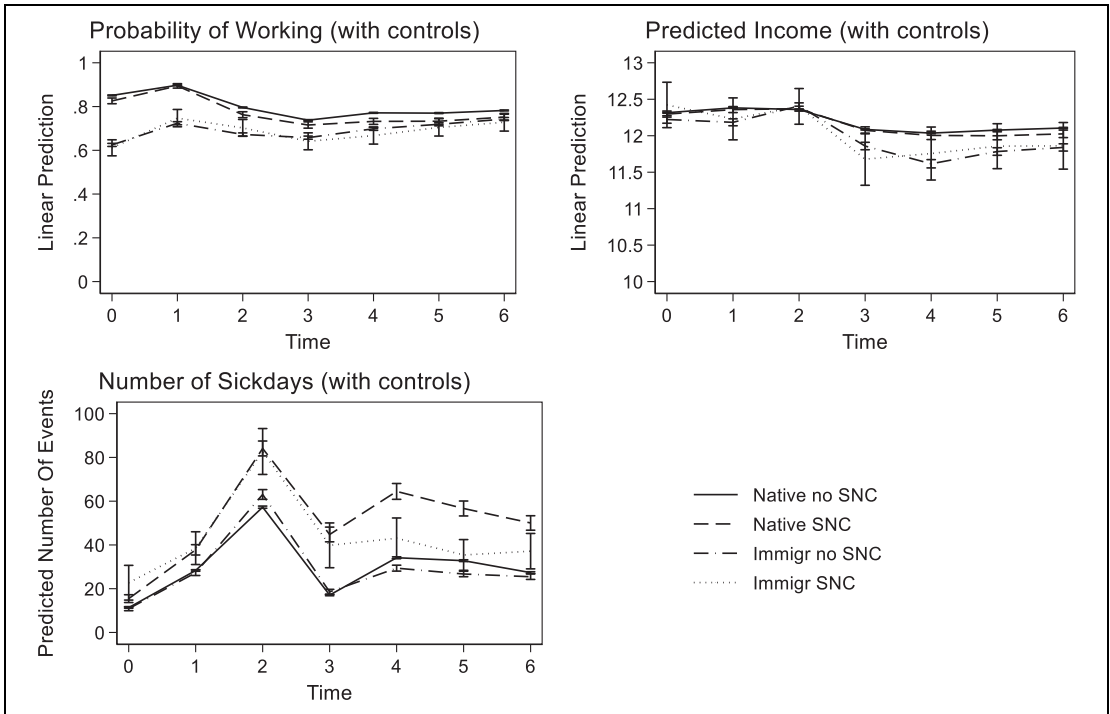 Probability of Working (with controls)
Linear Prediction
1
.8
.6
.4
.2
0
0 1 2 3 4 5 6
Time
Predicted Income (with controls)
Linear Prediction
13
12.5
12
11.5
11
10.5
10
0 1 2 3 4 5 6
Time
Number of Sickdays (with controls)
Predicted Number Of Events
100
80
60
40
20
0
0 1 2 3 4 5 6
Time
Native no SNC
Native SNC
Immigr no SNC
Immigr SNC